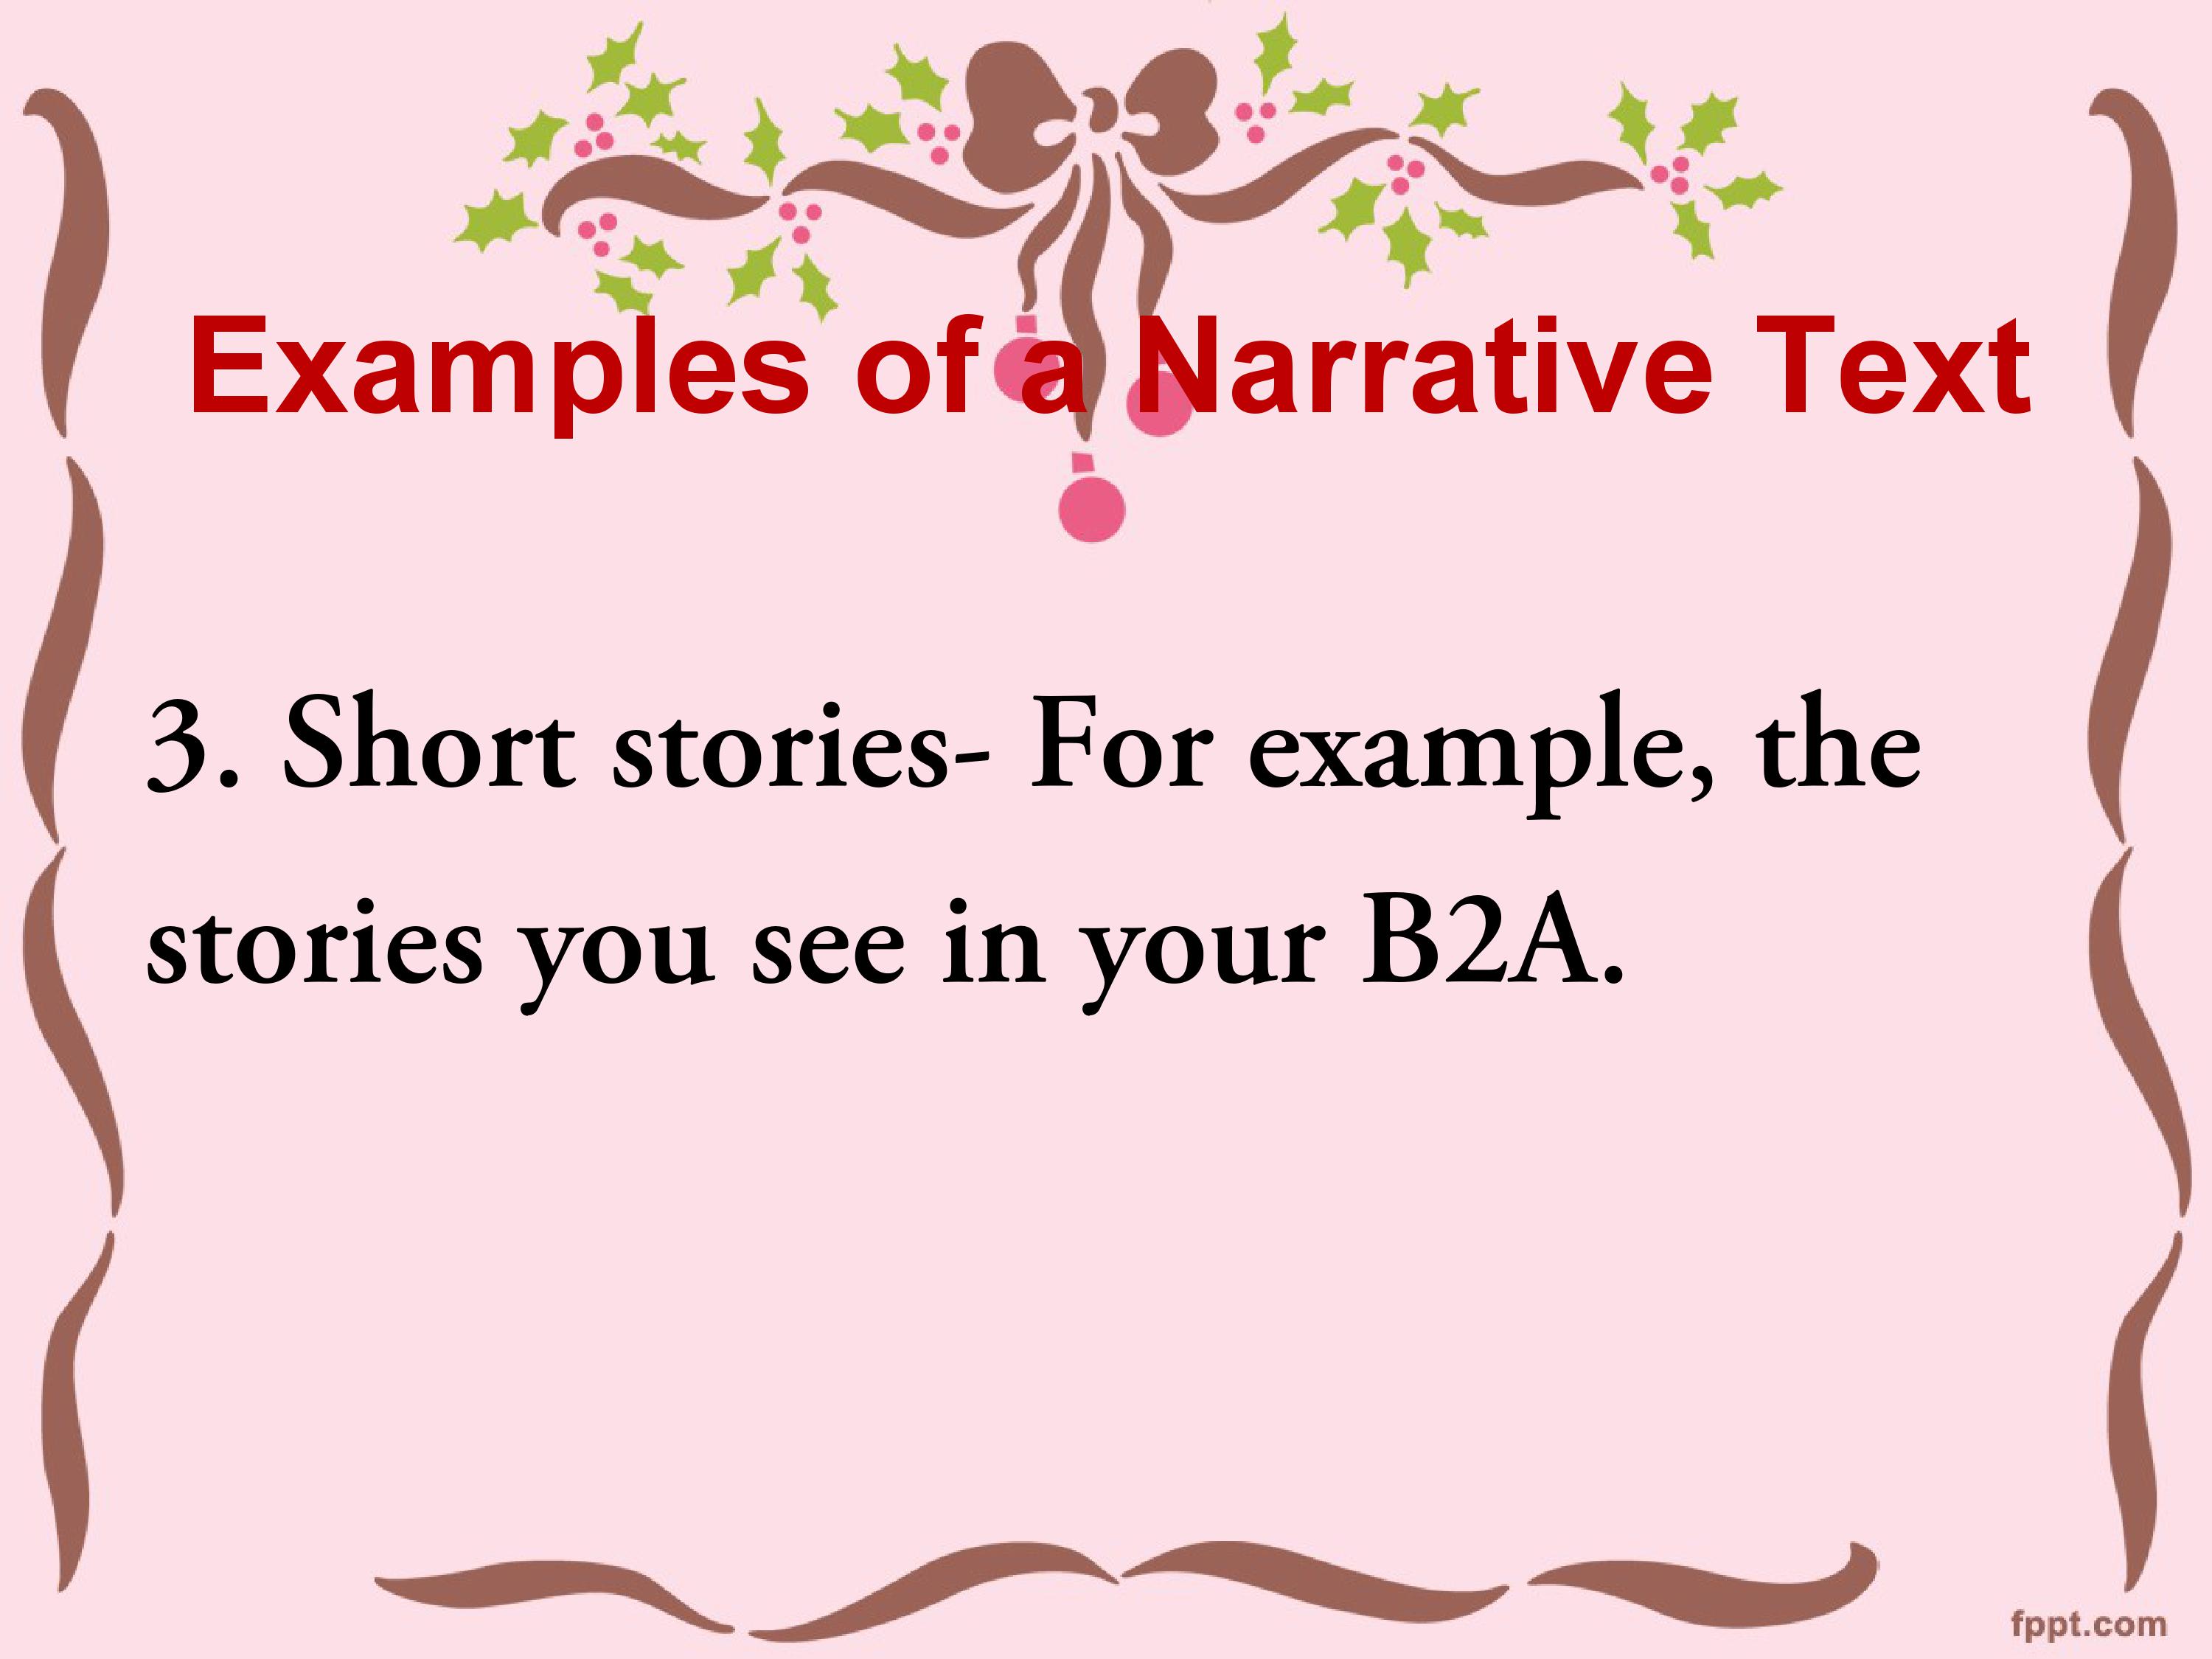 Examples of a Narrative Text
3. Short stories- For example, the
stories you see in your B2A.
fppt.com